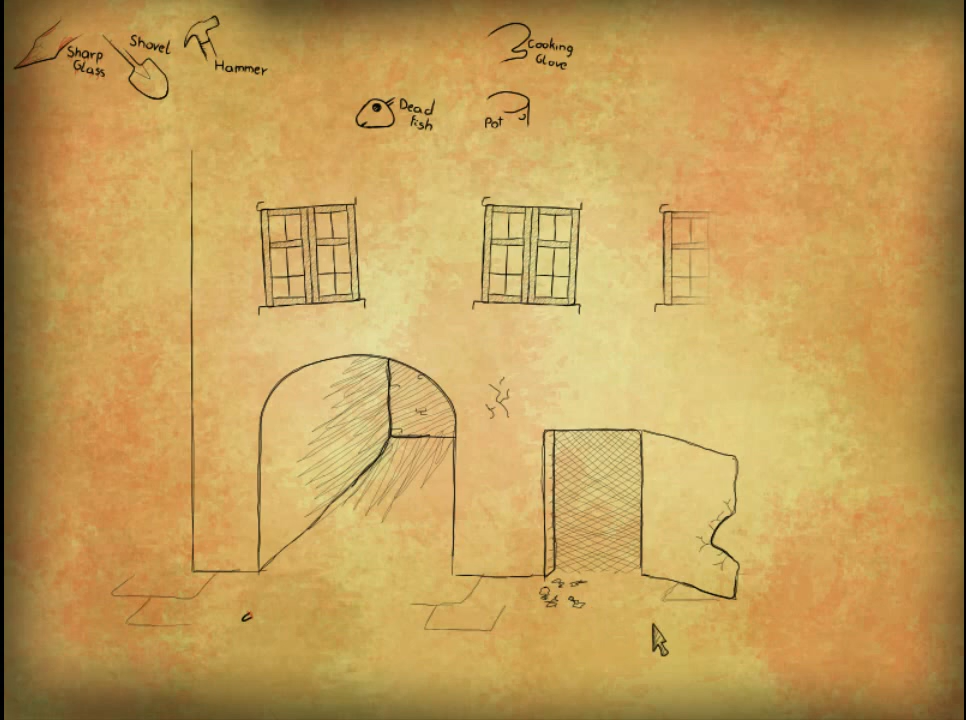 Sharp
Glass
Shovel
Hammer
Cooking
Glove
Dead
fish
Pot